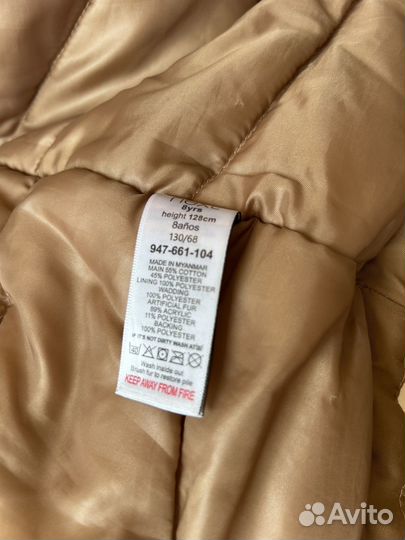 next
8yrs
height 128cm
8años
130/68
947-661-104
MADE IN MYANMAR
MAIN 55% COTTON
45% POLYESTER
LINING 100% POLYESTER
WADDING
100% POLYESTER
ARTIFICIAL FUR
89% ACRYLIC
11% POLYESTER
BACKING
100% POLYESTER
IF IT'S NOT DIRTY WASH AT
40
Wash inside out
Brush fur to restore pile
KEEP AWAY FROM FIRE
Avito